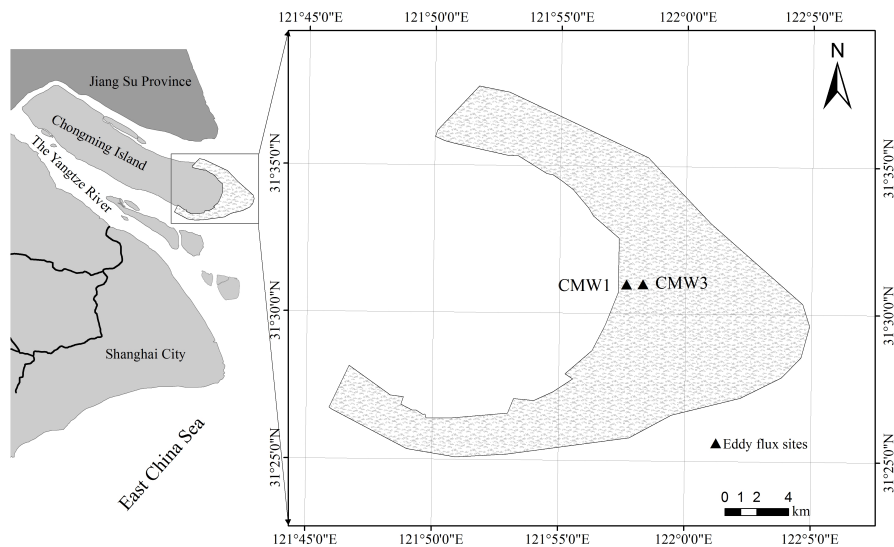 121°45'0"E 121°50'0"E 121°55'0"E 122°0'0"E 122°5'0"E
Jiang Su Province
Chongming Island
The Yangtze River
Shanghai City
East China Sea
31°35'0"N
31°30'0"N
31°25'0"N
N
CMW1
CMW3
Eddy flux sites
0 1 2 4
km
31°35'0"N
31°30'0"N
31°25'0"N
121°45'0"E 121°50'0"E 121°55'0"E 122°0'0"E 122°5'0"E